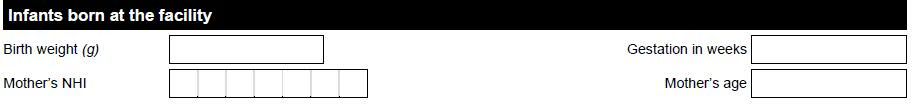 Infants born at the facility
Birth weight (g) Gestation in weeks
Mother's NHI Mother's age